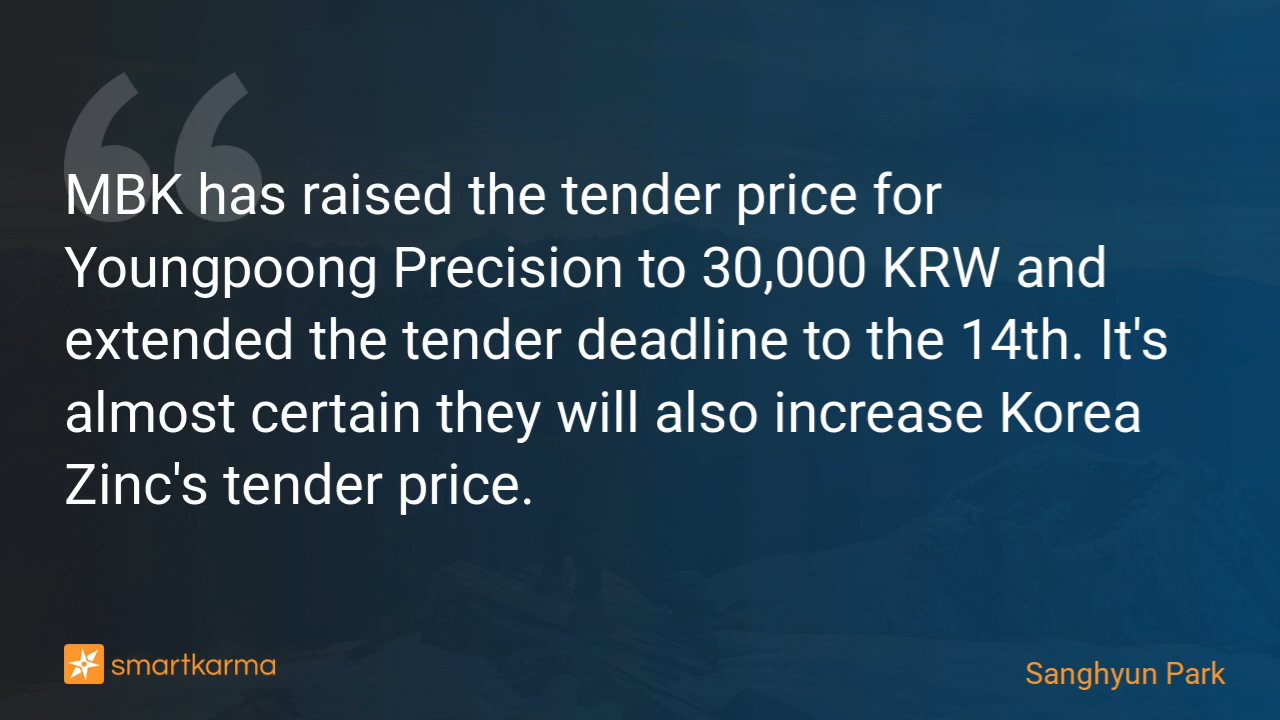 MBK has raised the tender price for
Youngpoong Precision to 30,000 KRW and
extended the tender deadline to the 14th. It's
almost certain they will also increase Korea
Zinc's tender price.
smartkarma
Sanghyun Park